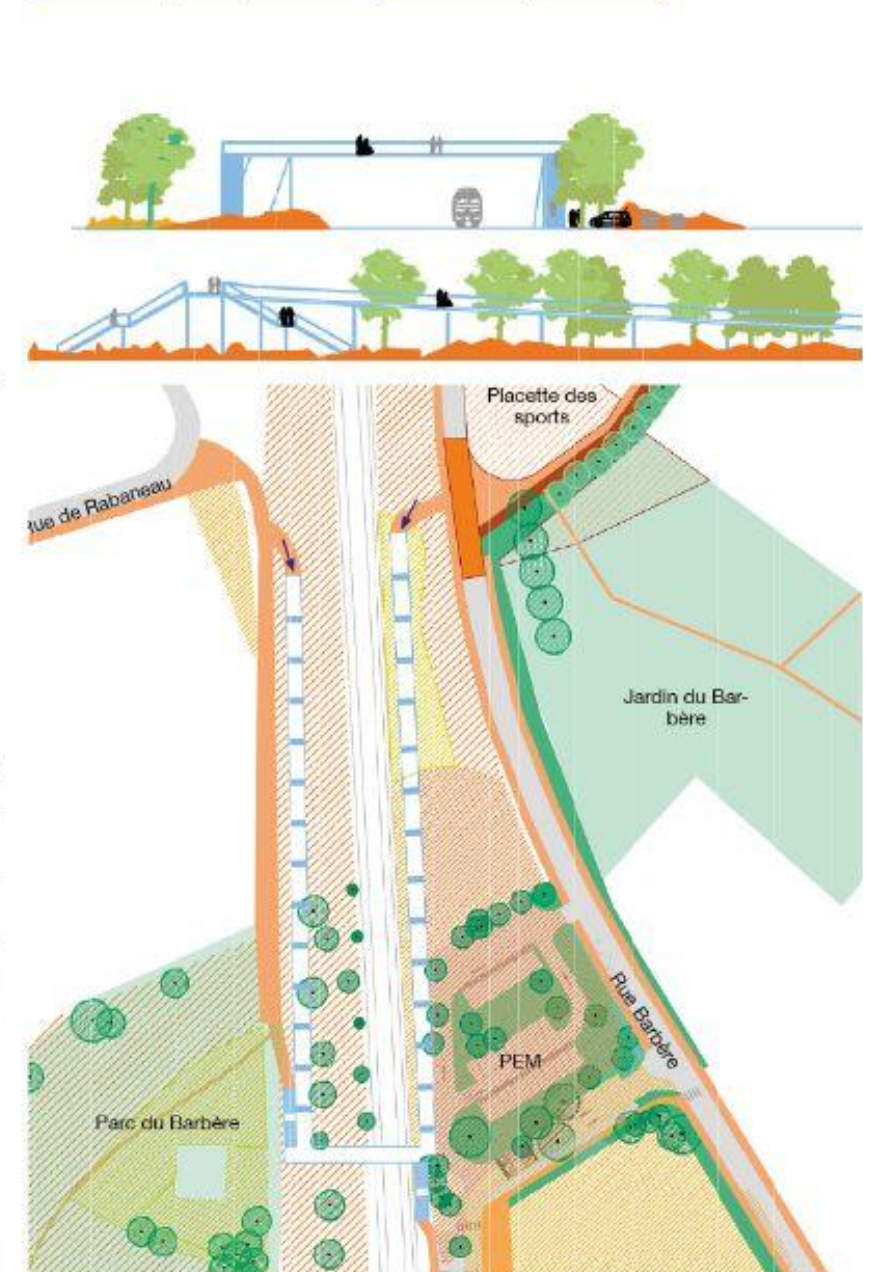 Placette des
sports
rue de Rabaneau
Jardin du Bar-
bère
Rue Barbère
PEM
Parc du Barbère